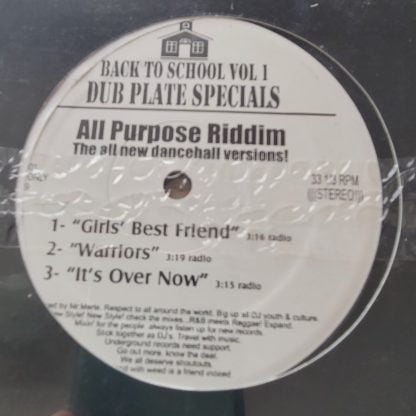 BACK TO SCHOOL VOL 1
DUB PLATE SPECIALS
All Purpose Riddim
The all new dancehall versions!
ONLY
33 1/3 RPM
(((STEREO)))
1- "Girls' Best Friend" 3:16 radio
2- "Warriors" 3:19 radio
3- "It's Over Now" 3:15 radio
by Mr. Respect to all around the world. Big up all DJ youth & culture.
Style! New Style! check the moves...R&B meets Reggae! Expand.
Mixin' for the people. always listen up for new records.
Stick together as DJ's. Travel with music.
Underground records need support.
Go out more. know the deal.
We all deserve shoutouts.
with weed is a friend indeed